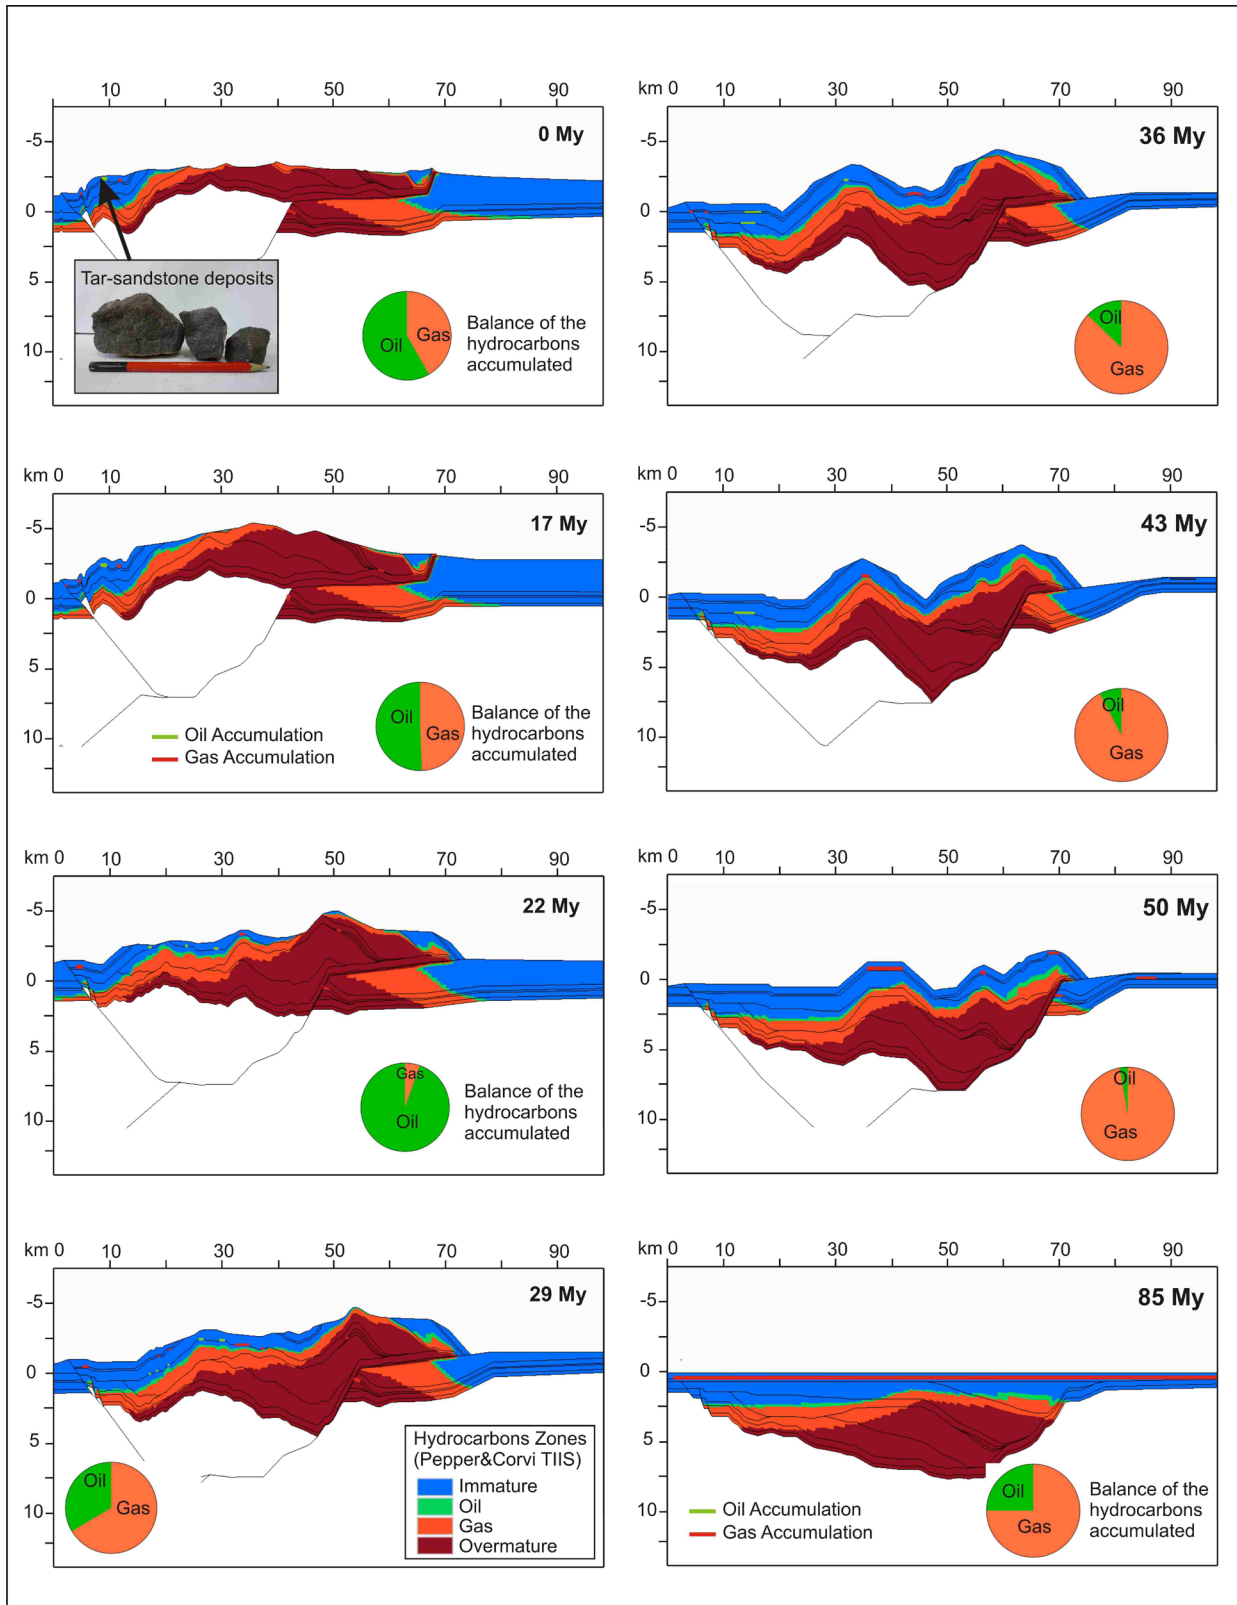 10 30 50 70 90
0 My
-5
0
5
10
Tar-sandstone deposits
Oil
Gas
Balance of the
hydrocarbons
accumulated
km 0 10 30 50 70 90
17 My
-5
0
5
10
Oil Accumulation
Gas Accumulation
Oil
Gas
Balance of the
hydrocarbons
accumulated
km 0 10 30 50 70 90
22 My
-5
0
5
10
Gas
Oil
Balance of the
hydrocarbons
accumulated
km 0 10 30 50 70 90
29 My
-5
0
5
10
Oil
Gas
Hydrocarbons Zones
(Pepper&Corvi TIIS)
Immature
Oil
Gas
Overmature
km 0 10 30 50 70 90
36 My
-5
0
5
10
Oil
Gas
km 0 10 30 50 70 90
43 My
-5
0
5
10
Oil
Gas
km 0 10 30 50 70 90
50 My
-5
0
5
10
Oil
Gas
km 0 10 30 50 70 90
85 My
-5
0
5
10
Oil Accumulation
Gas Accumulation
Oil
Gas
Balance of the
hydrocarbons
accumulated